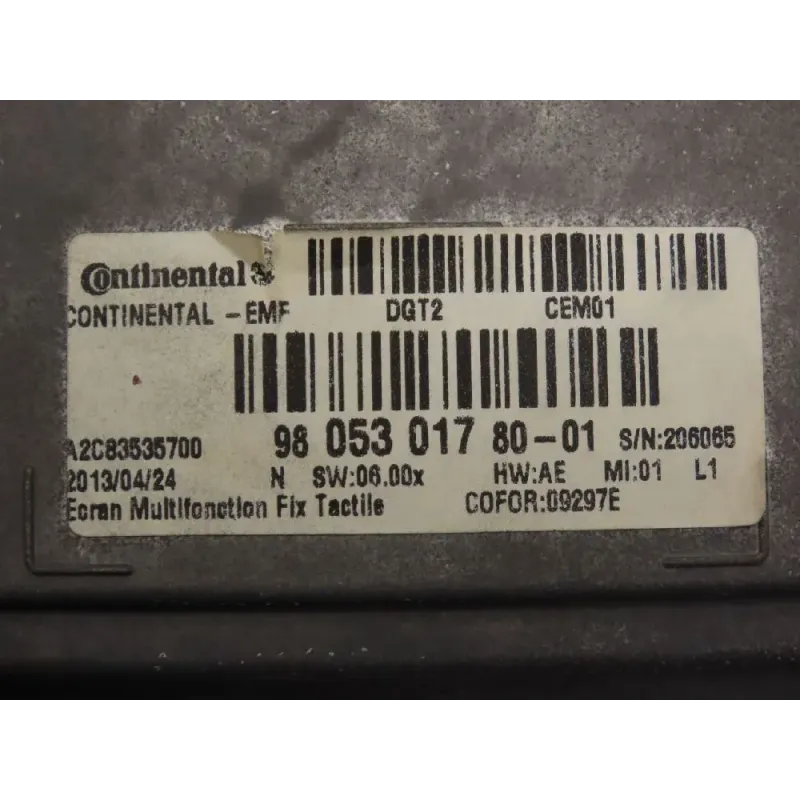 Continental
CONTINENTAL -EMF DGT2 CEM01
A2C83535700 98 053 017 80-01 S/N:206065
2013/04/24 N SW:06.00x HW:AE MI:01 L1
Ecran Multifonction Fix Tactile COFOR:09297E